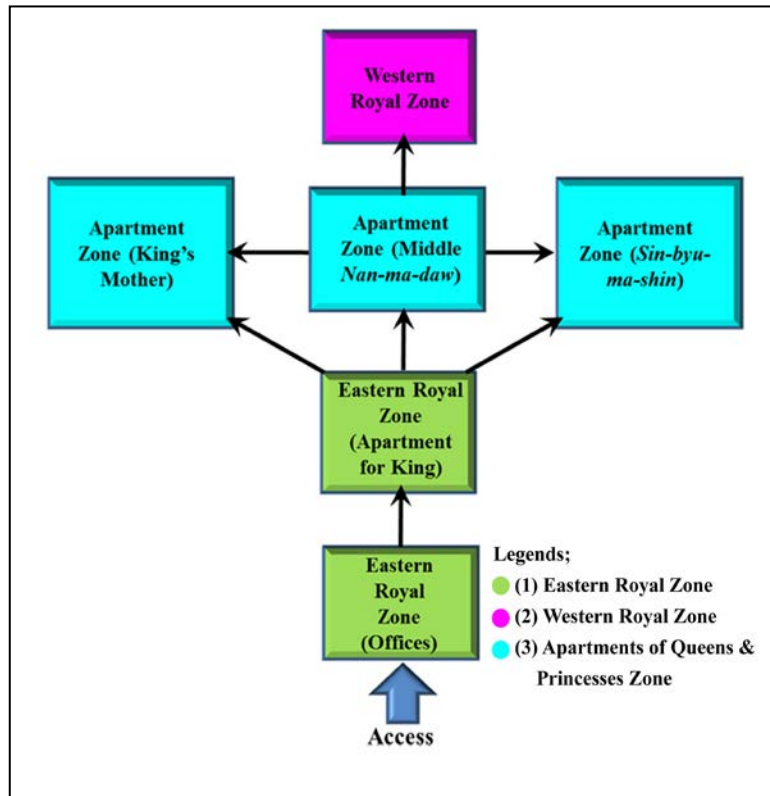 Western
Royal Zone
Apartment
Zone (King's
Mother)
Apartment
Zone (Middle
Nan-ma-daw)
Apartment
Zone (Sin-byu-
ma-shin)
Eastern Royal
Zone
(Apartment
for King)
Eastern
Royal
Zone
(Offices)
Access
Legends;
(1) Eastern Royal Zone
(2) Western Royal Zone
(3) Apartments of Queens &
Princesses Zone